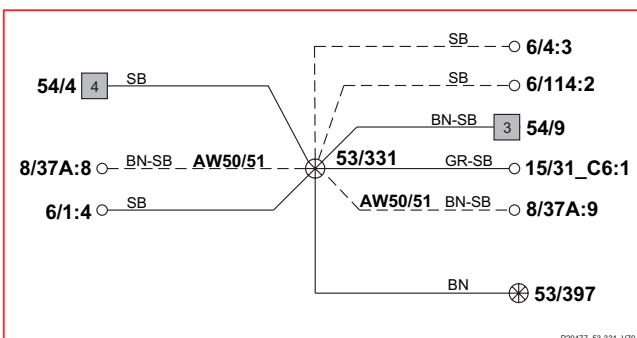 SB 6/4:3
54/4 4 SB
SB 6/114:2
BN-SB 3 54/9
8/37A:8 BN-SB AW50/51 53/331 GR-SB 15/31_C6:1
6/1:4 SB AW50/51 BN-SB 8/37A:9
BN 53/397